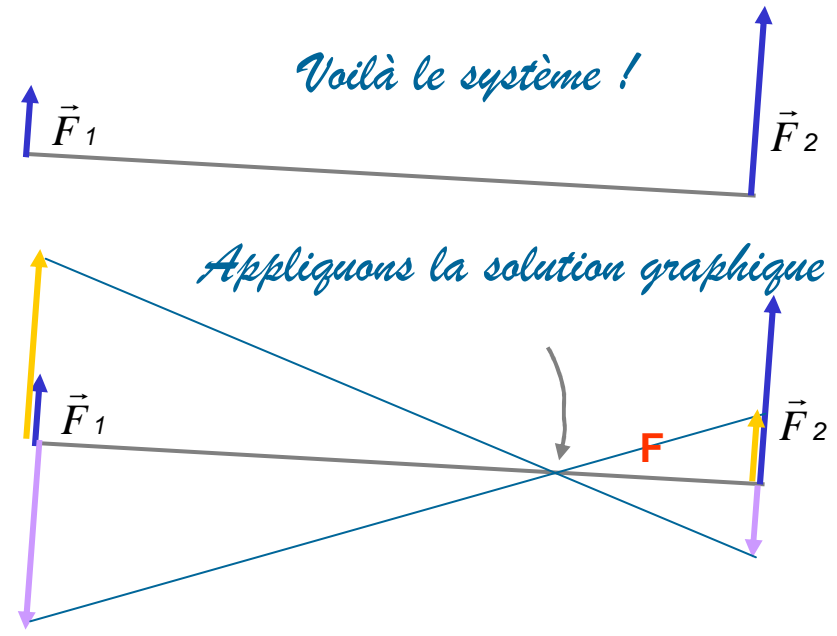 Voilà le système !
F⃗ 1
F⃗ 2
Appliquons la solution graphique
F⃗ 1
F
F⃗ 2